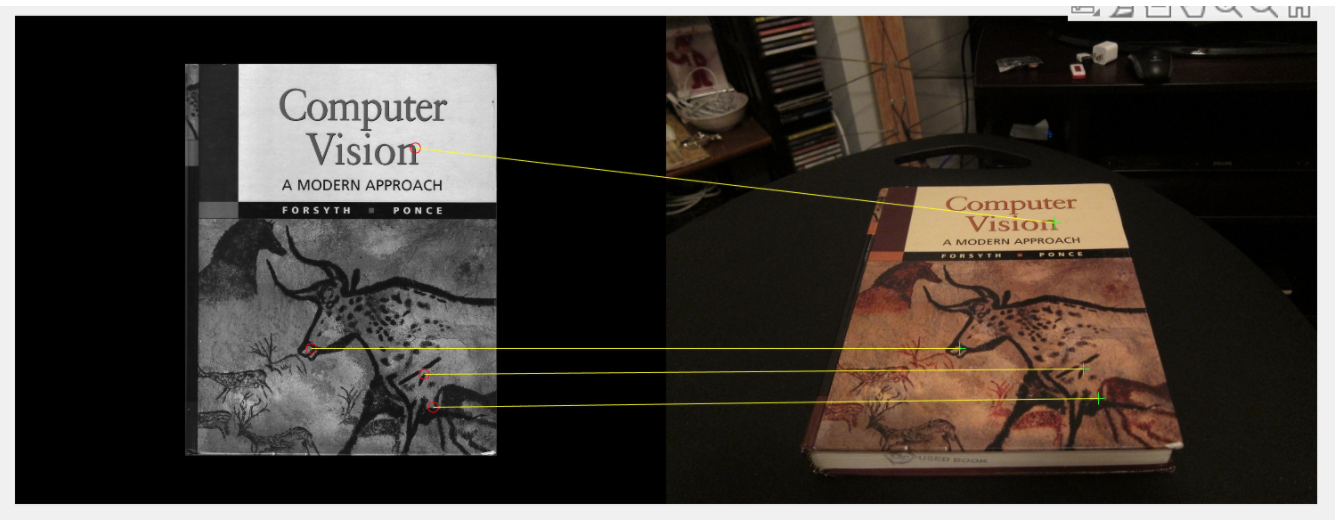 Computer
Vision
A MODERN APPROACH
FORSYTH ■ PONCE
Computer
Vision
A MODERN APPROACH
FORSYTH ■ PONCE
USED BOOK